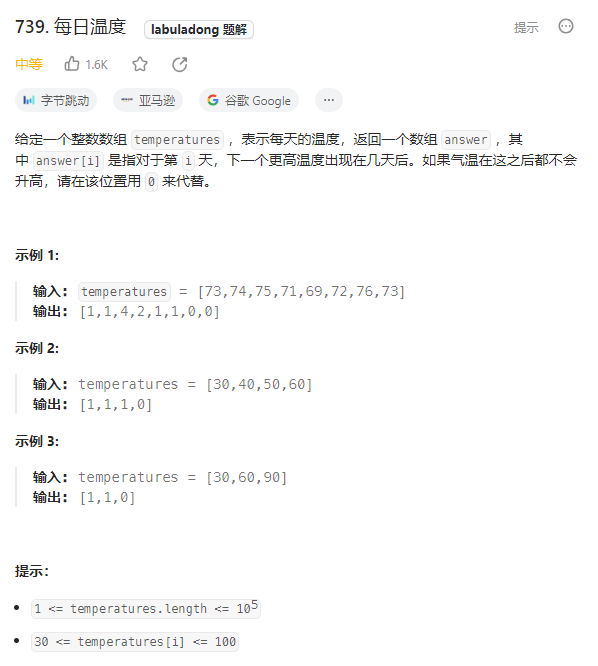 739. 每日温度 labuladong 题解 提示
中等 1.6K
字节跳动 亚马逊 谷歌 Google ...
给定一个整数数组 temperatures ，表示每天的温度，返回一个数组 answer ，其
中 answer[i] 是指对于第 i 天，下一个更高温度出现在几天后。如果气温在这之后都不会
升高，请在该位置用 0 来代替。
示例 1:
输入: temperatures = [73,74,75,71,69,72,76,73]
输出: [1,1,4,2,1,1,0,0]
示例 2:
输入: temperatures = [30,40,50,60]
输出: [1,1,1,0]
示例 3:
输入: temperatures = [30,60,90]
输出: [1,1,0]
提示：
1 <= temperatures.length <= 10⁵
30 <= temperatures[i] <= 100